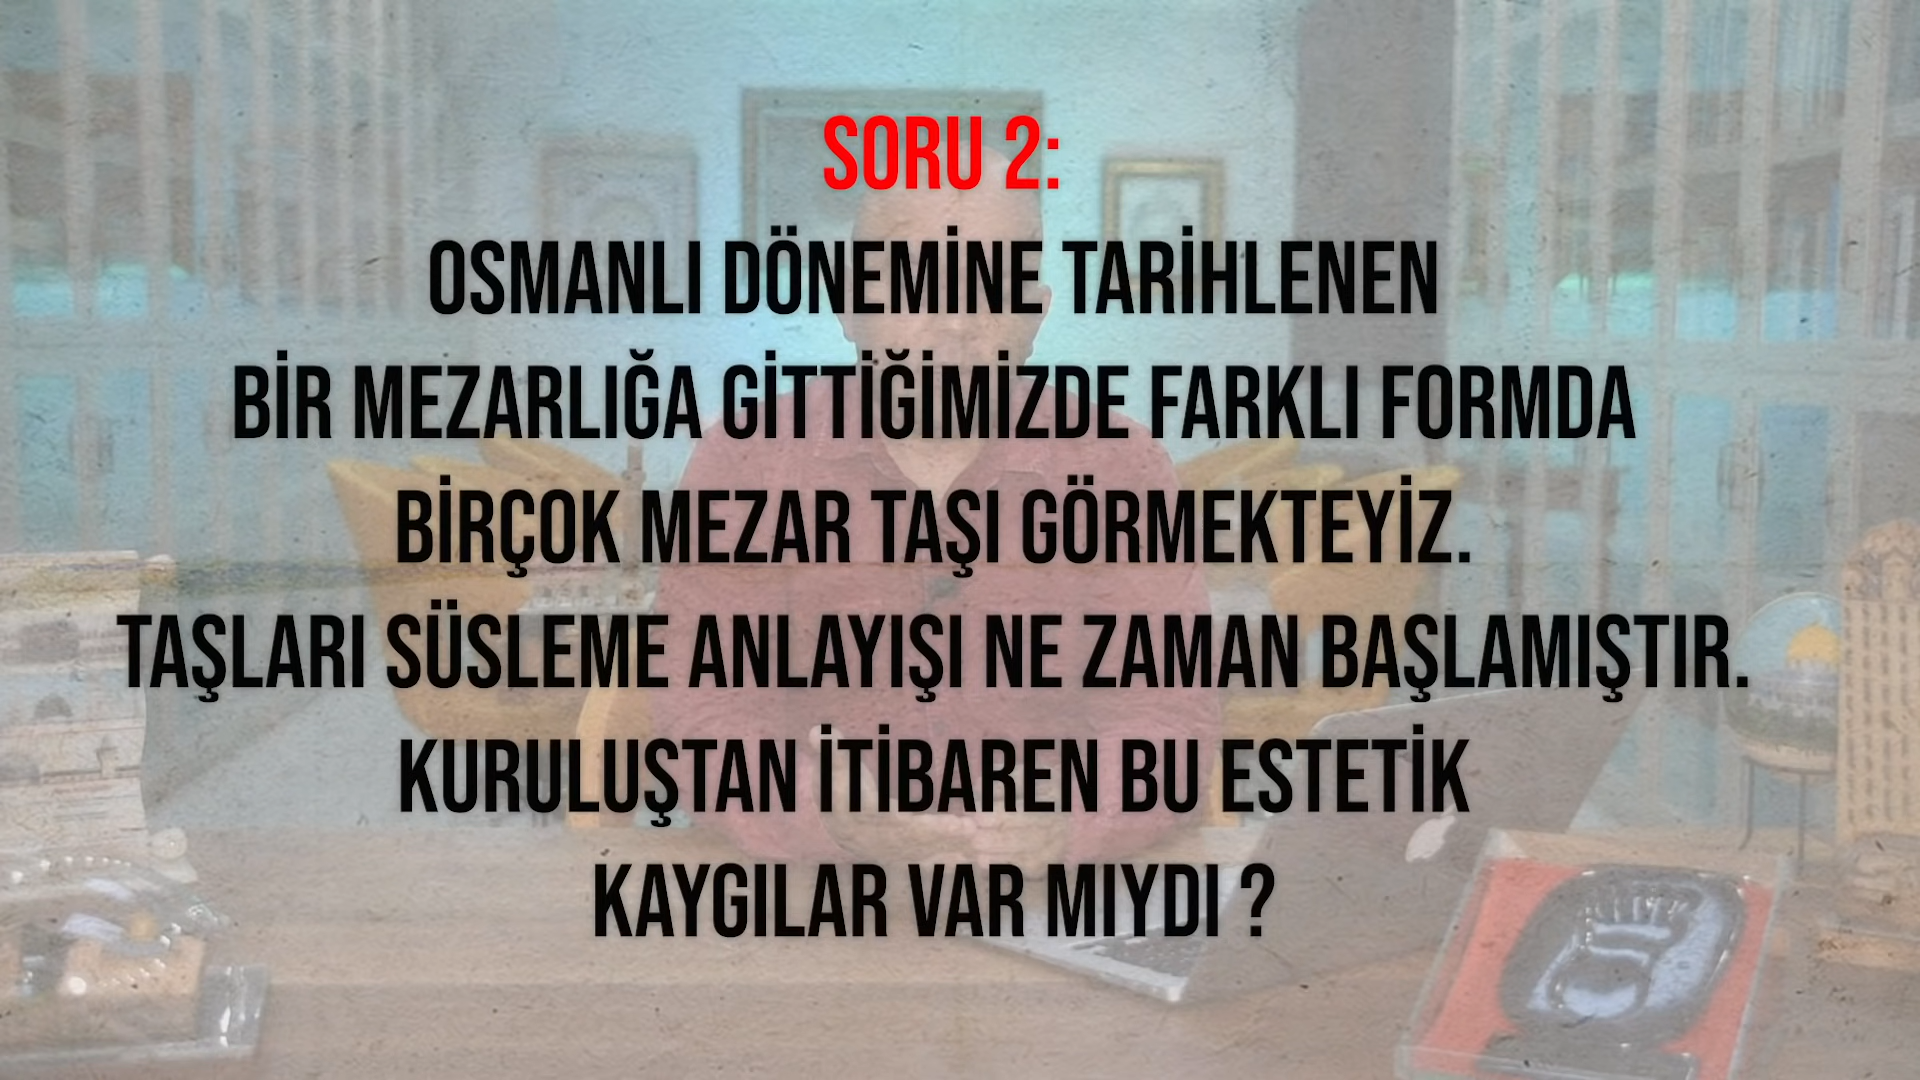 SORU 2:
OSMANLI DÖNEMİNE TARİHLENEN
BİR MEZARLIĞA GİTTİĞİMİZDE FARKLI FORMDA
BİRÇOK MEZAR TAŞI GÖRMEKTEYİZ.
TAŞLARI SÜSLEME ANLAYIŞI NE ZAMAN BAŞLAMIŞTIR.
KURULUŞTAN İTİBAREN BU ESTETİK
KAYGILAR VAR MIYDI ?